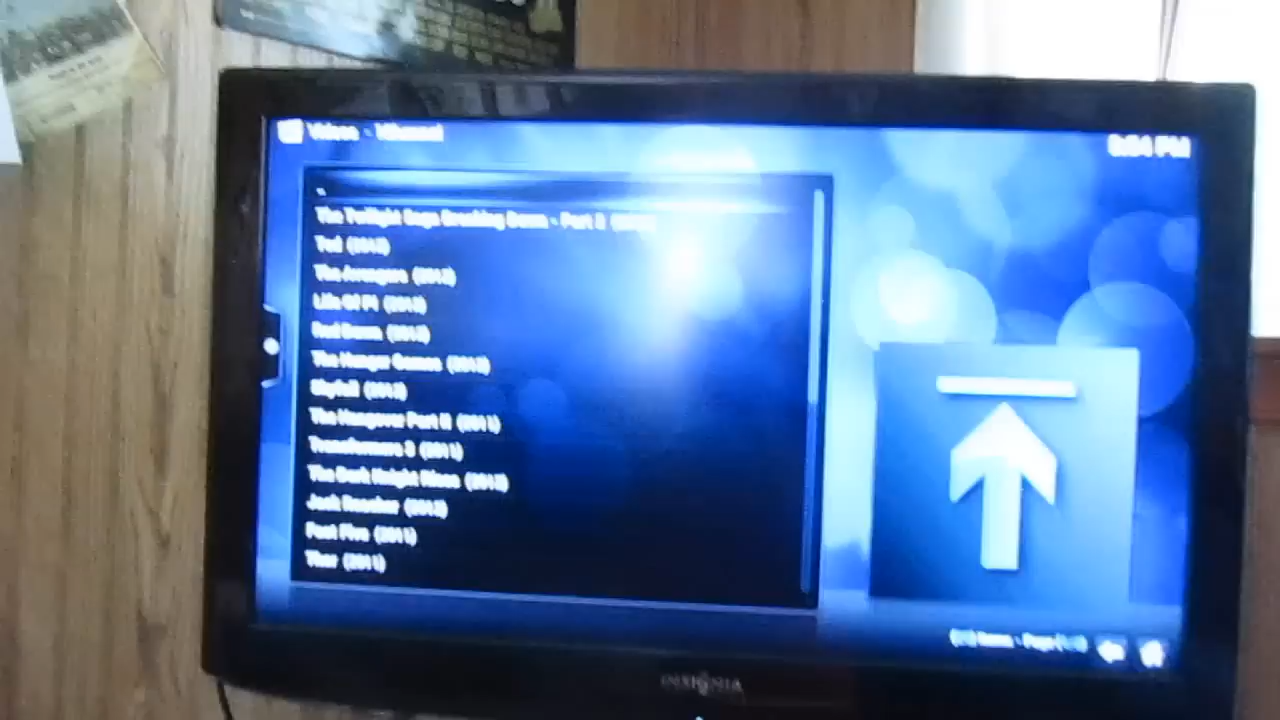 Videos -
The Twilight Saga Breaking Dawn - Part 2
Ted (2012)
The Avengers (2012)
Life Of Pi (2012)
Red Dawn (2012)
The Hunger Games (2012)
Skyfall (2012)
The Hangover Part II (2011)
Transformers 3 (2011)
The Dark Knight Rises (2012)
Jack Reacher (2012)
Fast Five (2011)
Thor (2011)
INSIGNIA